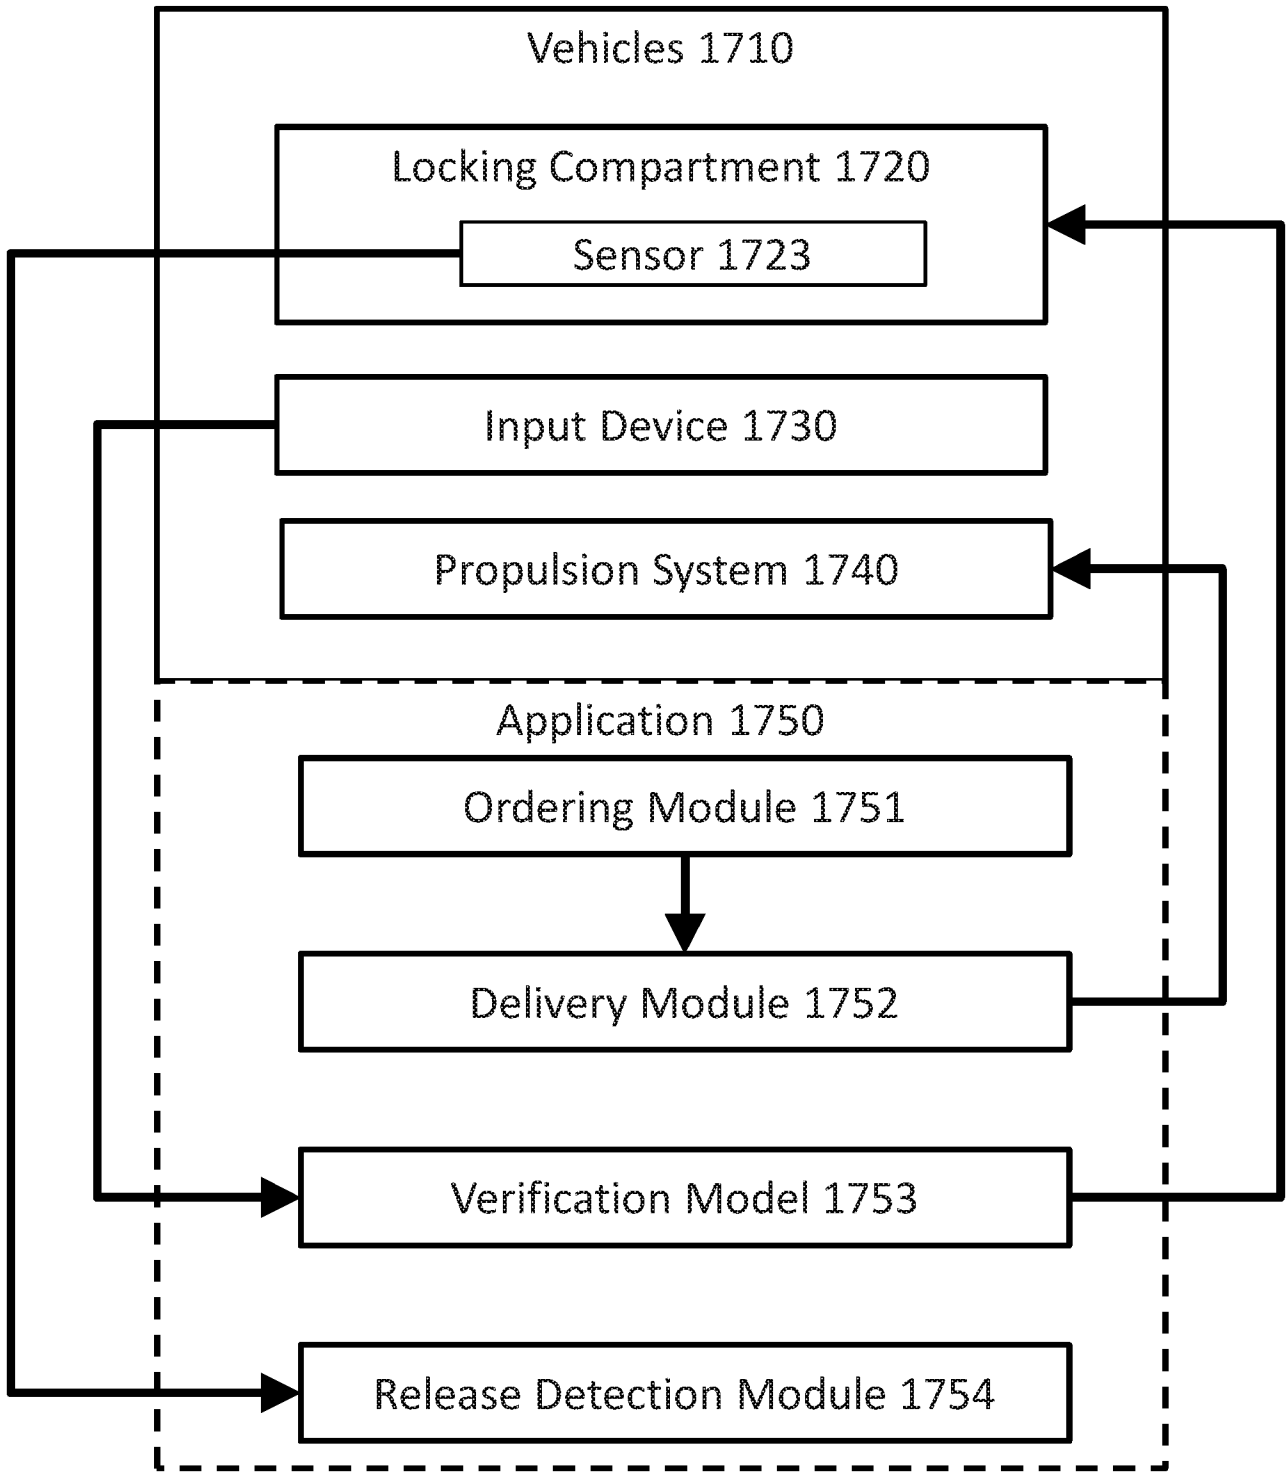 Vehicles 1710
Locking Compartment 1720
Sensor 1723
Input Device 1730
Propulsion System 1740
Application 1750
Ordering Module 1751
Delivery Module 1752
Verification Model 1753
Release Detection Module 1754